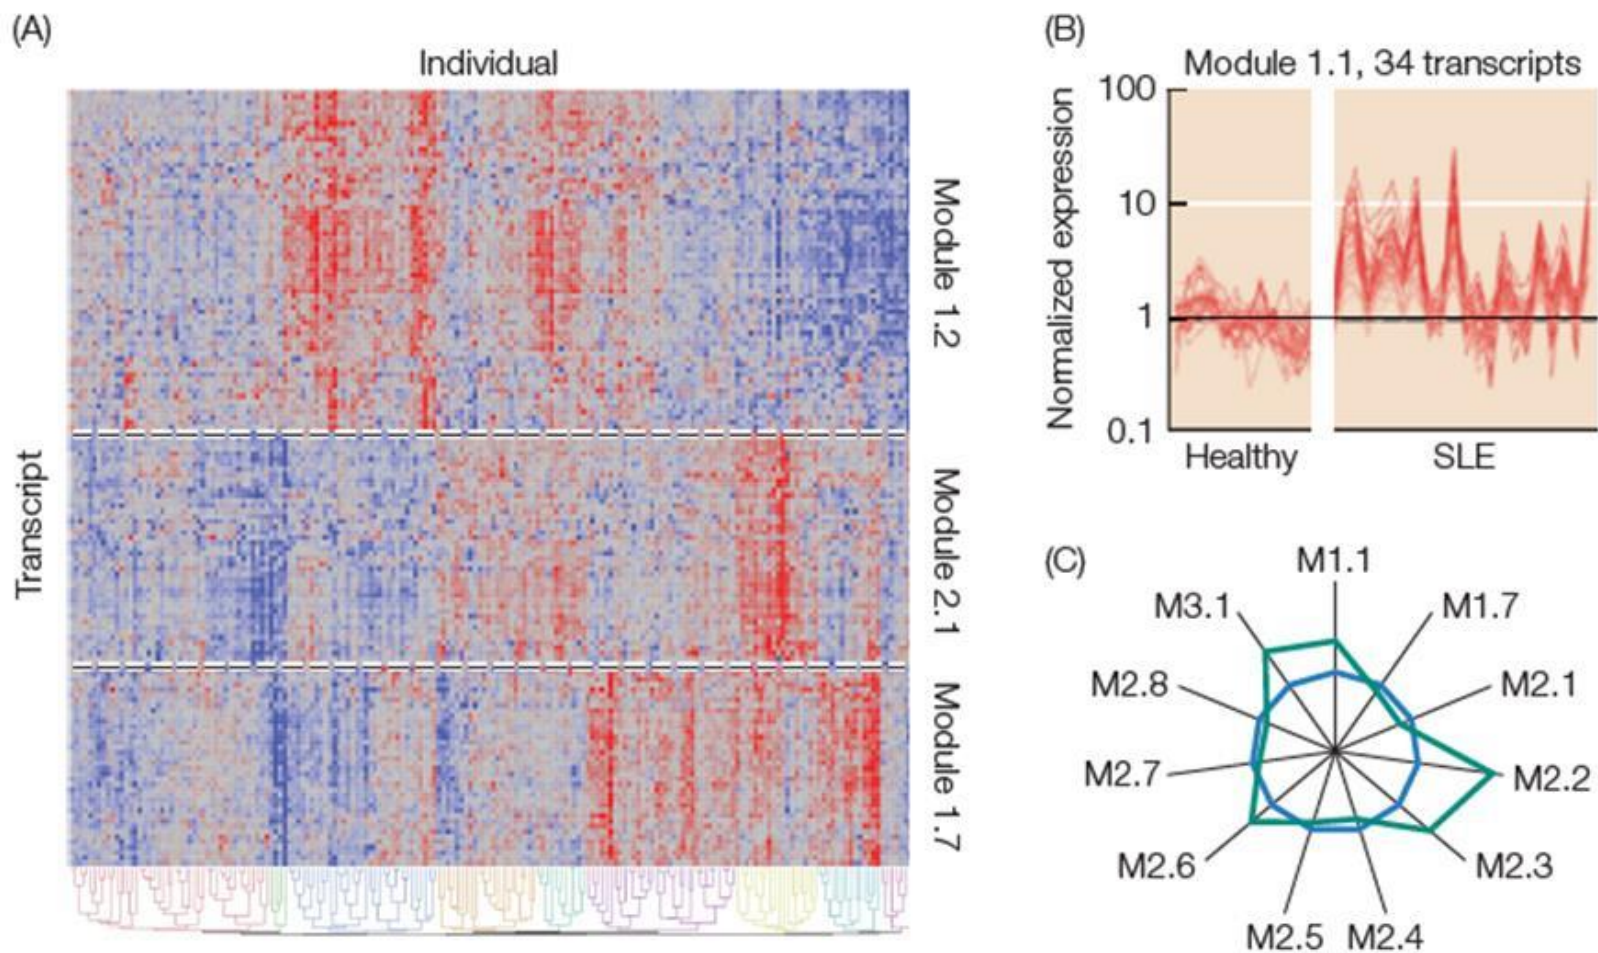 (A)
Individual
Transcript
Module 1.2
Module 2.1
Module 1.7
(B)
Module 1.1, 34 transcripts
Normalized expression
100
10
1
0.1
Healthy
SLE
(C)
M1.1
M3.1
M1.7
M2.8
M2.1
M2.7
M2.2
M2.6
M2.3
M2.5
M2.4